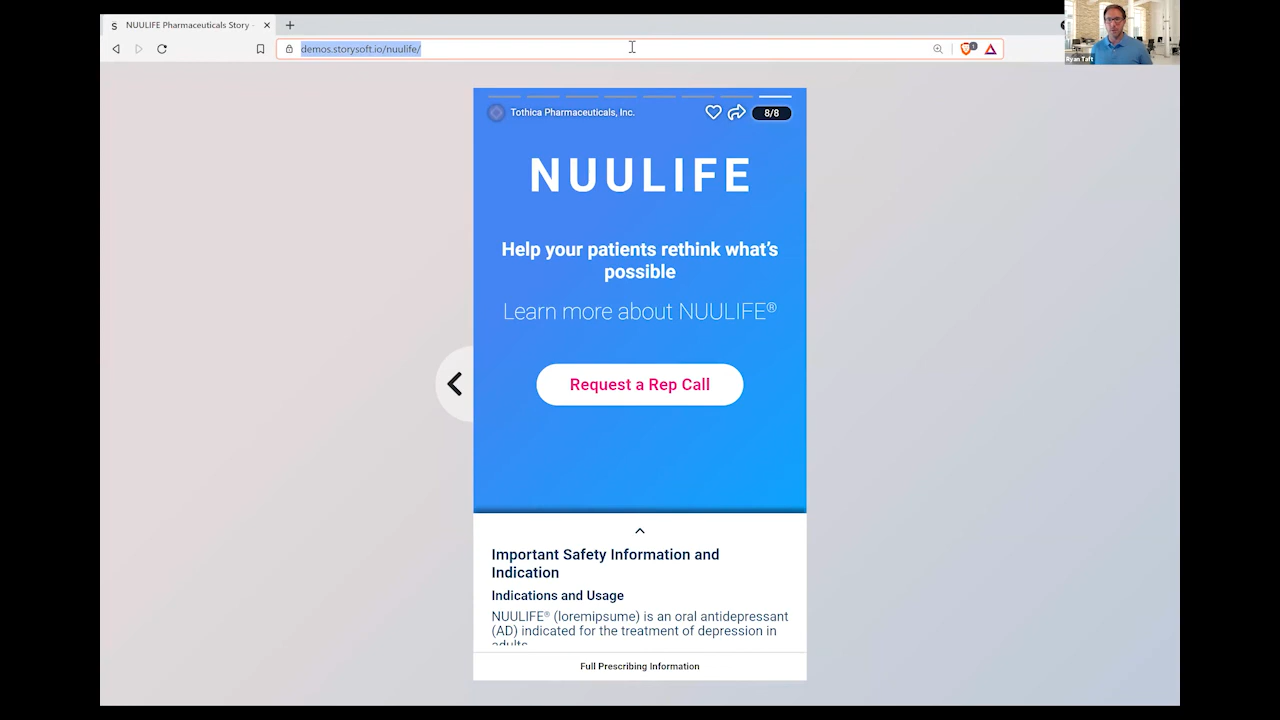 S NUULIFE Pharmaceuticals Story
demos.storysoft.io/nuulife/
1
Ryan Taft
Tothica Pharmaceuticals, Inc.
8/8
NUULIFE
Help your patients rethink what's
possible
Learn more about NUULIFE®
Request a Rep Call
Important Safety Information and
Indication
Indications and Usage
NUULIFE® (loremipsume) is an oral antidepressant
(AD) indicated for the treatment of depression in
adults
Full Prescribing Information